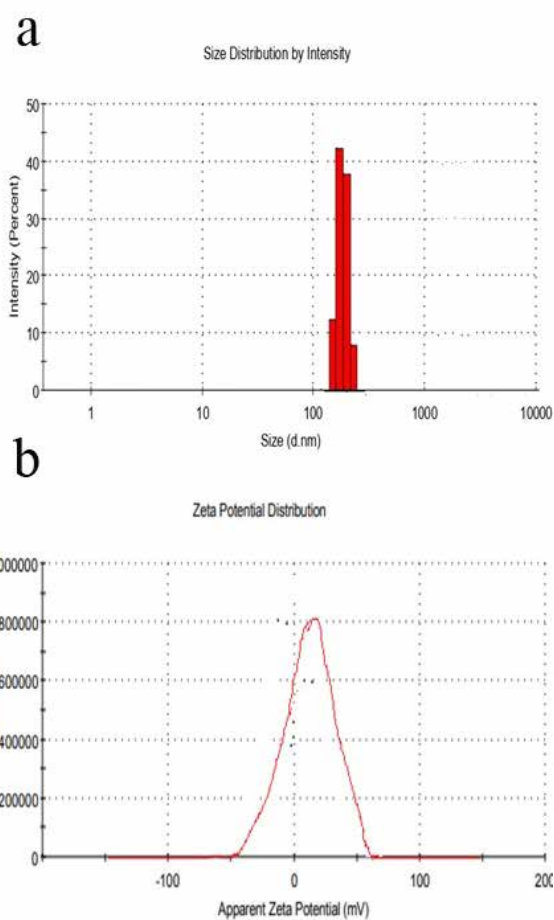 a
Size Distribution by Intensity
50
40
30
20
10
0
Intensity (Percent)
1 10 100 1000 10000
Size (d.nm)
b
Zeta Potential Distribution
000000
800000
600000
400000
200000
0
-100 0 100 200
Apparent Zeta Potential (mV)